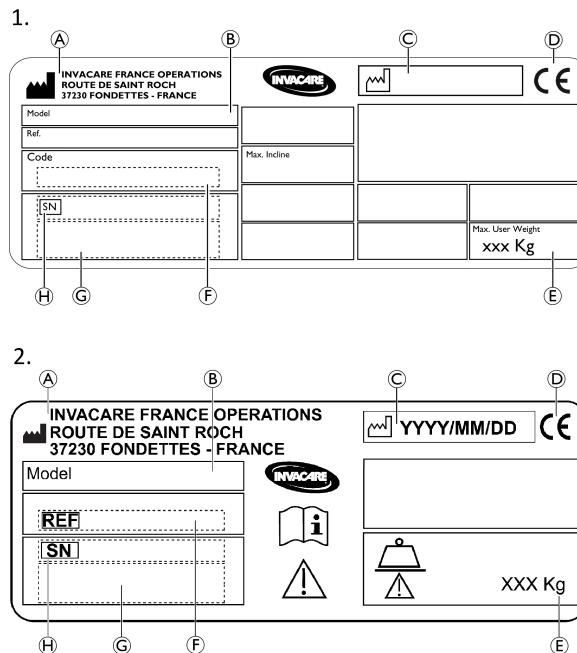 1.
A
B
C
D
INVACARE FRANCE OPERATIONS
ROUTE DE SAINT ROCH
37230 FONDETTES - FRANCE
INVACARE
CE
Model
Ref.
Code
Max. Incline
SN
Max. User Weight
xxx Kg
H
G
F
E
2.
A
B
C
D
INVACARE FRANCE OPERATIONS
ROUTE DE SAINT ROCH
37230 FONDETTES - FRANCE
YYYY/MM/DD
CE
Model
INVACARE
REF
i
SN
XXX Kg
H
G
F
E